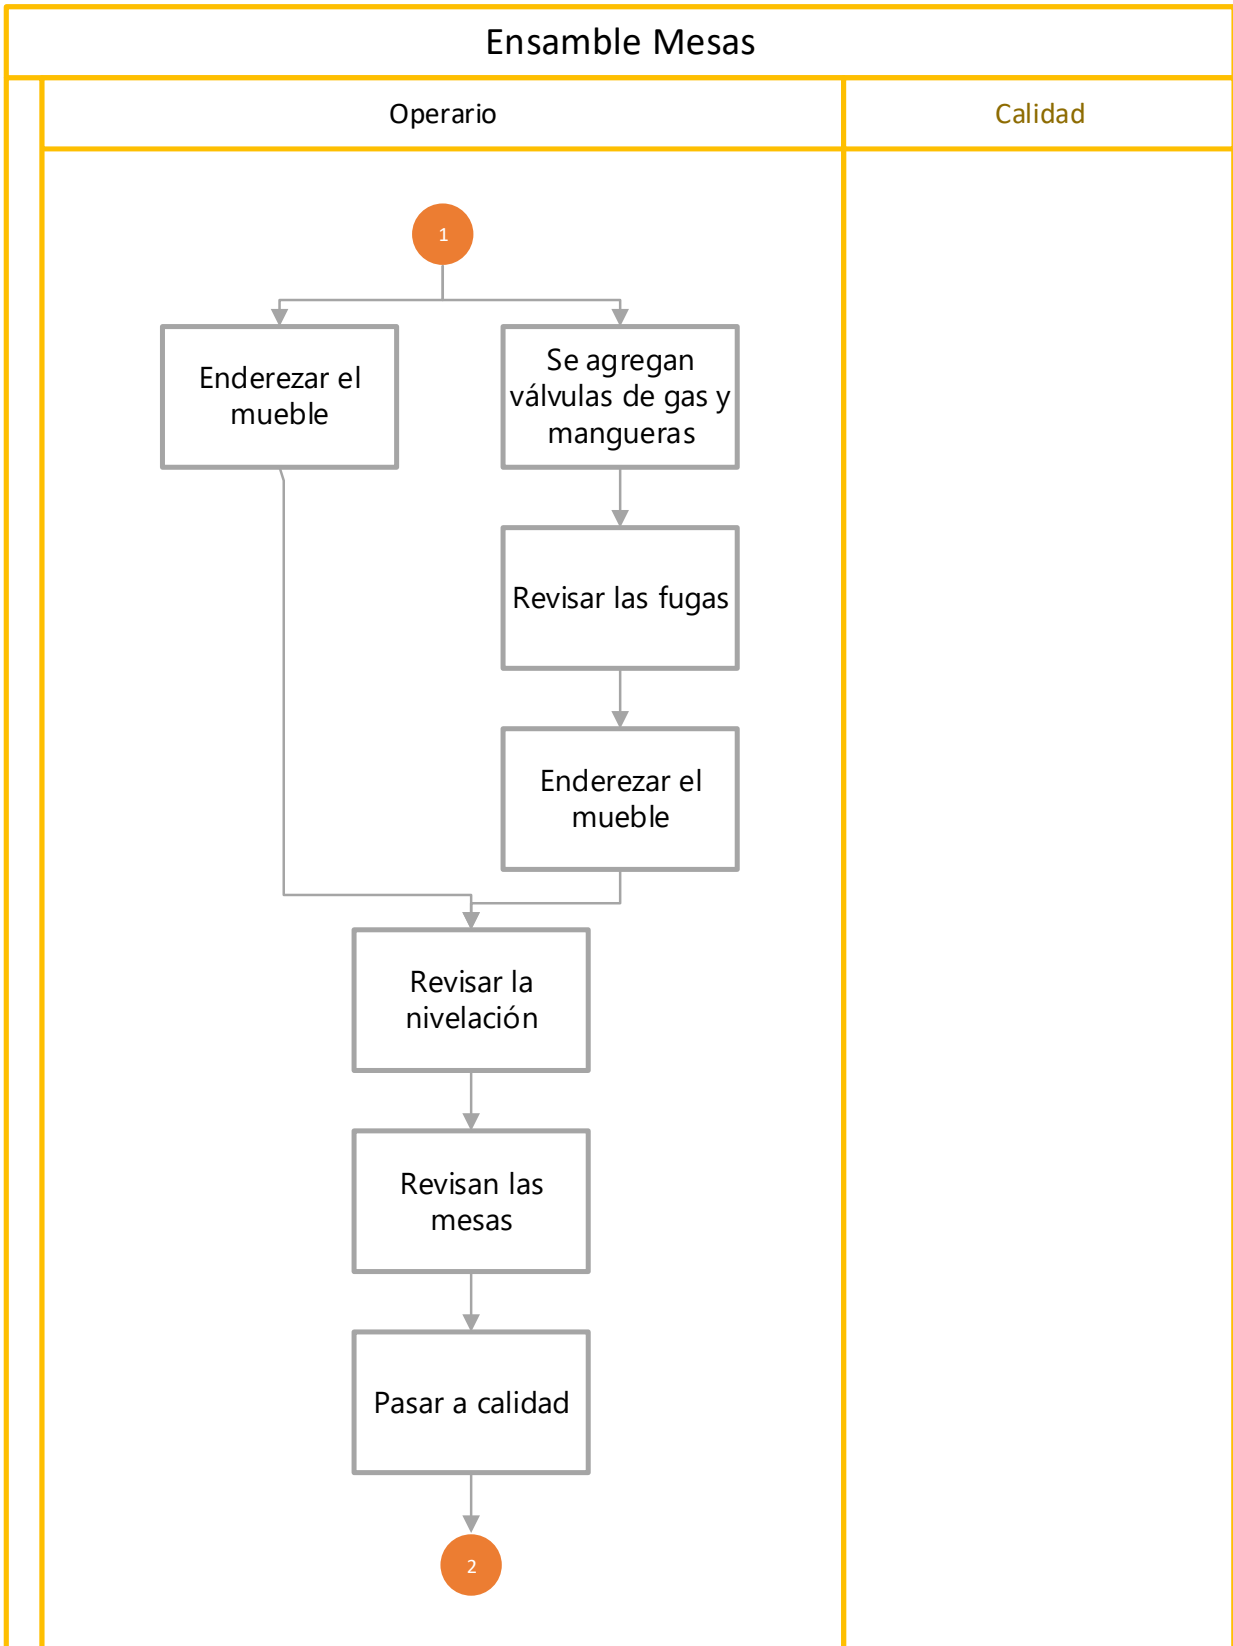 Ensamble Mesas
Operario
Calidad
1
Enderezar el
mueble
Se agregan
válvulas de gas y
mangueras
Revisar las fugas
Enderezar el
mueble
Revisar la
nivelación
Revisan las
mesas
Pasar a calidad
2